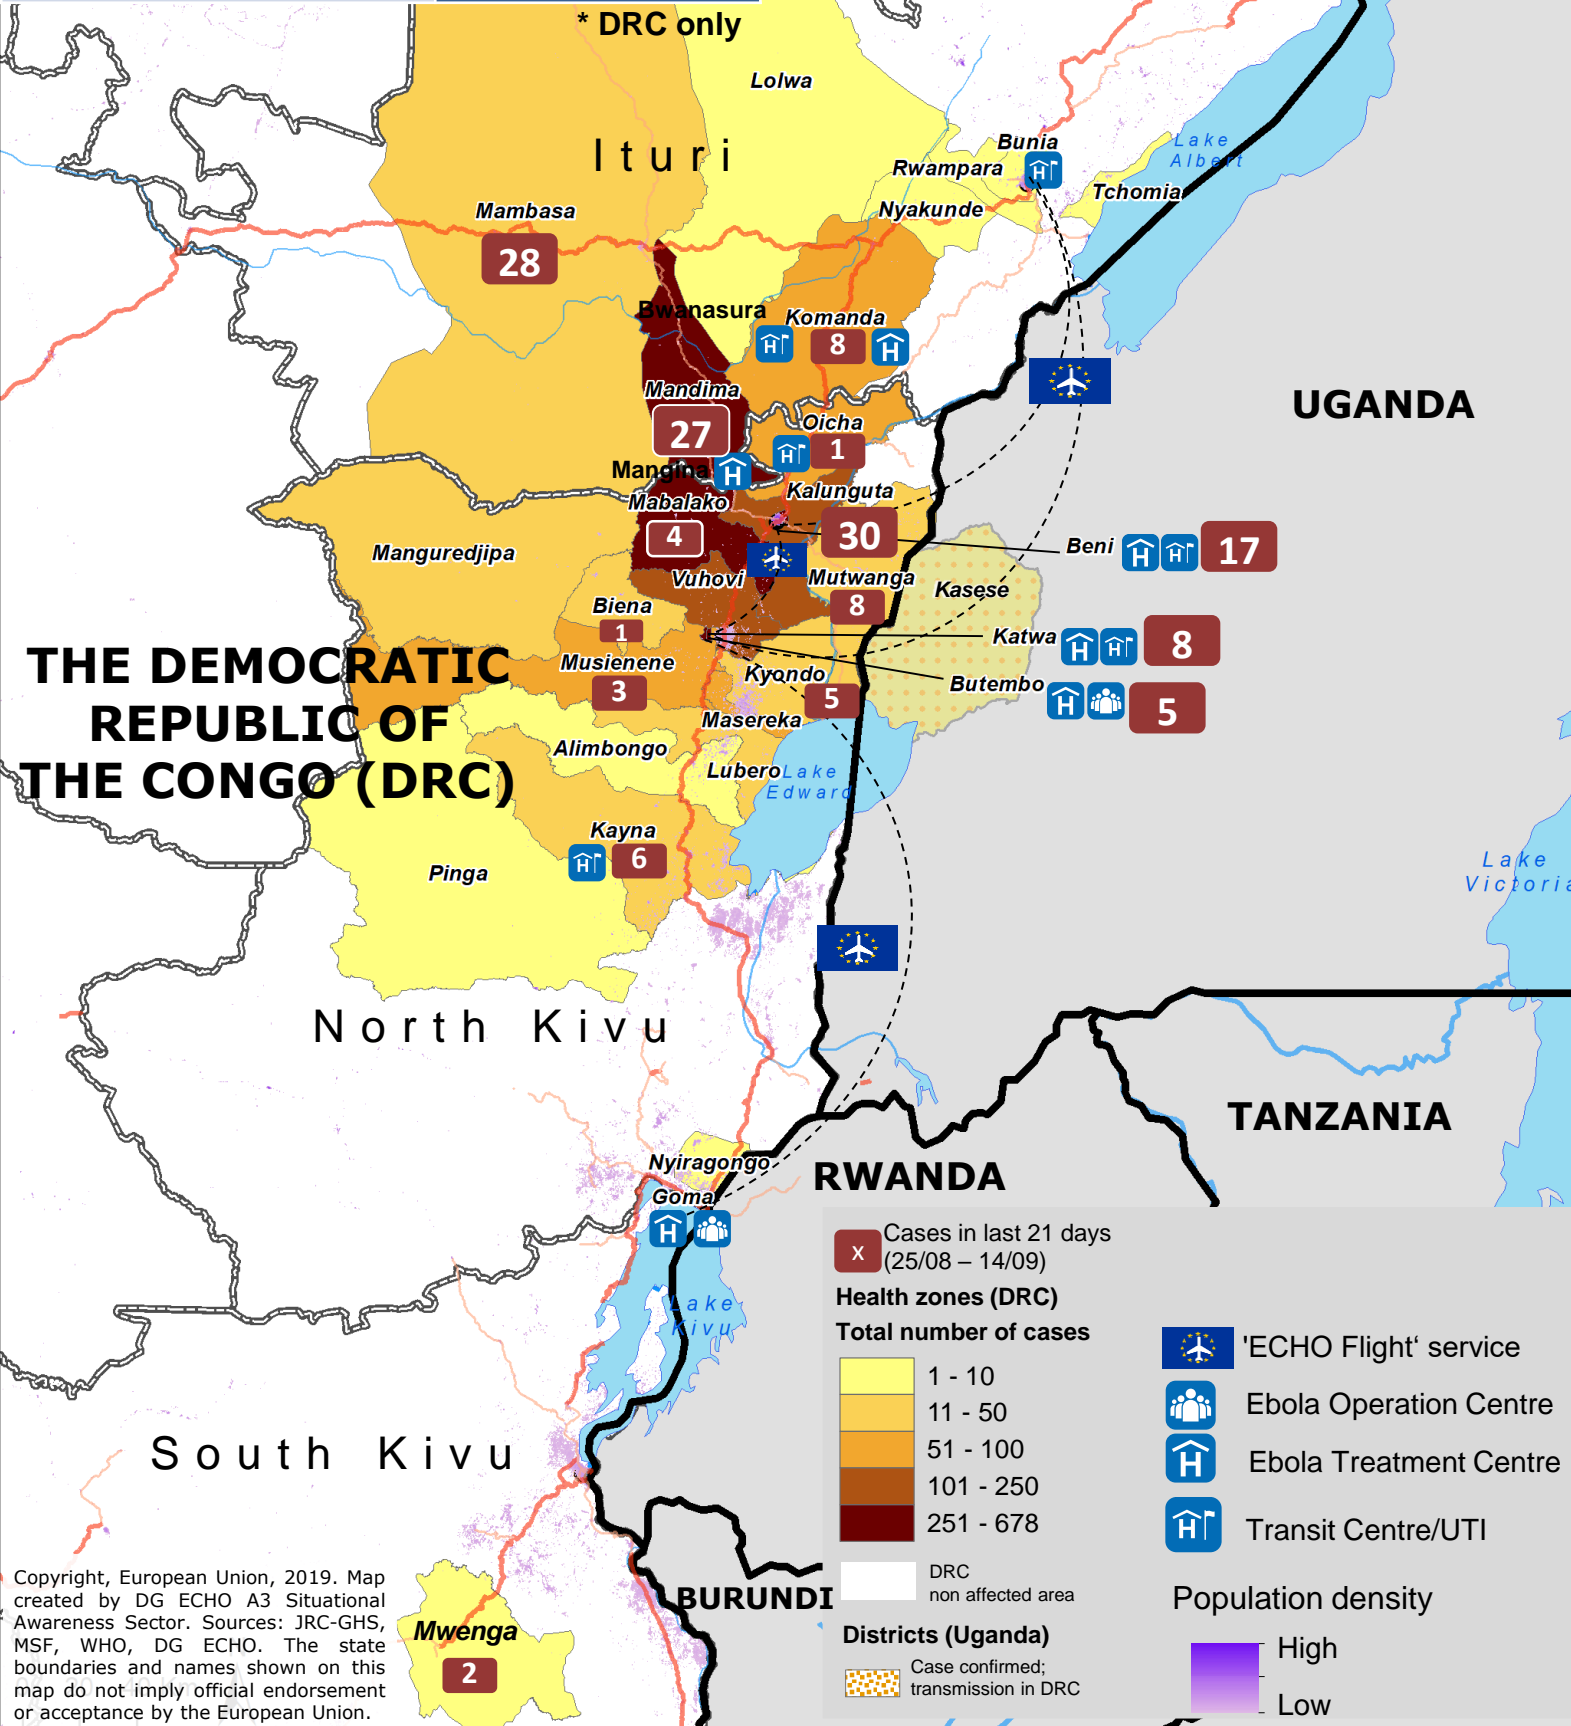 * DRC only
Lolwa
Ituri
Bunia
Lake
Albert
Rwampara
Tchomia
Mambasa
Nyakunde
28
Bwanasura
Komanda
8
Mandima
27
UGANDA
Oicha
1
Mangina
Kalunguta
Mabalako
4
30
Manguredjipa
Beni
17
Vuhovi
Mutwanga
8
Kasese
Biena
1
Katwa
8
THE DEMOCRATIC
REPUBLIC OF
THE CONGO (DRC)
Musienene
3
Kyondo
5
Butembo
5
Masereka
Alimbongo
Lubero
Lake
Edward
Kayna
6
Pinga
Lake
Victoria
North Kivu
TANZANIA
Nyiragongo
RWANDA
Goma
Lake
Kivu
South Kivu
BURUNDI
Mwenga
2
x
Cases in last 21 days
(25/08 – 14/09)
Health zones (DRC)
Total number of cases
1 - 10
11 - 50
51 - 100
101 - 250
251 - 678
DRC
non affected area
Districts (Uganda)
Case confirmed;
transmission in DRC
'ECHO Flight‘ service
Ebola Operation Centre
Ebola Treatment Centre
Transit Centre/UTI
Population density
High
Low
Copyright, European Union, 2019. Map
created by DG ECHO A3 Situational
Awareness Sector. Sources: JRC-GHS,
MSF, WHO, DG ECHO. The state
boundaries and names shown on this
map do not imply official endorsement
or acceptance by the European Union.